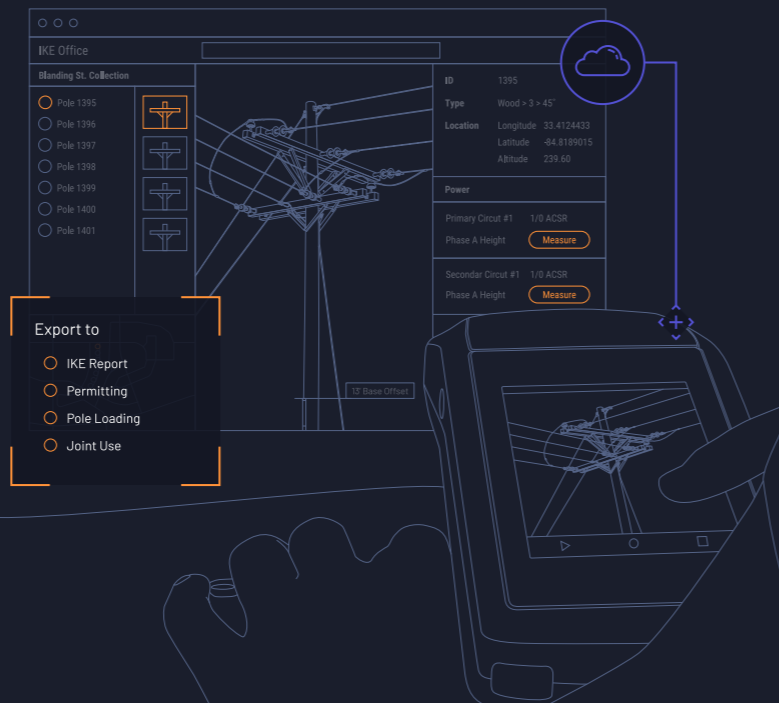 IKE Office
Blanding St. Collection
Pole 1395
Pole 1396
Pole 1397
Pole 1398
Pole 1399
Pole 1400
Pole 1401
ID 1395
Type Wood > 3 > 45'
Location Longitude 33.4124433
Latitude -84.8189015
Altitude 239.60
Power
Primary Circut #1 1/0 ACSR
Phase A Height Measure
Secondar Circut #1 1/0 ACSR
Phase A Height Measure
13' Base Offset
Export to
IKE Report
Permitting
Pole Loading
Joint Use